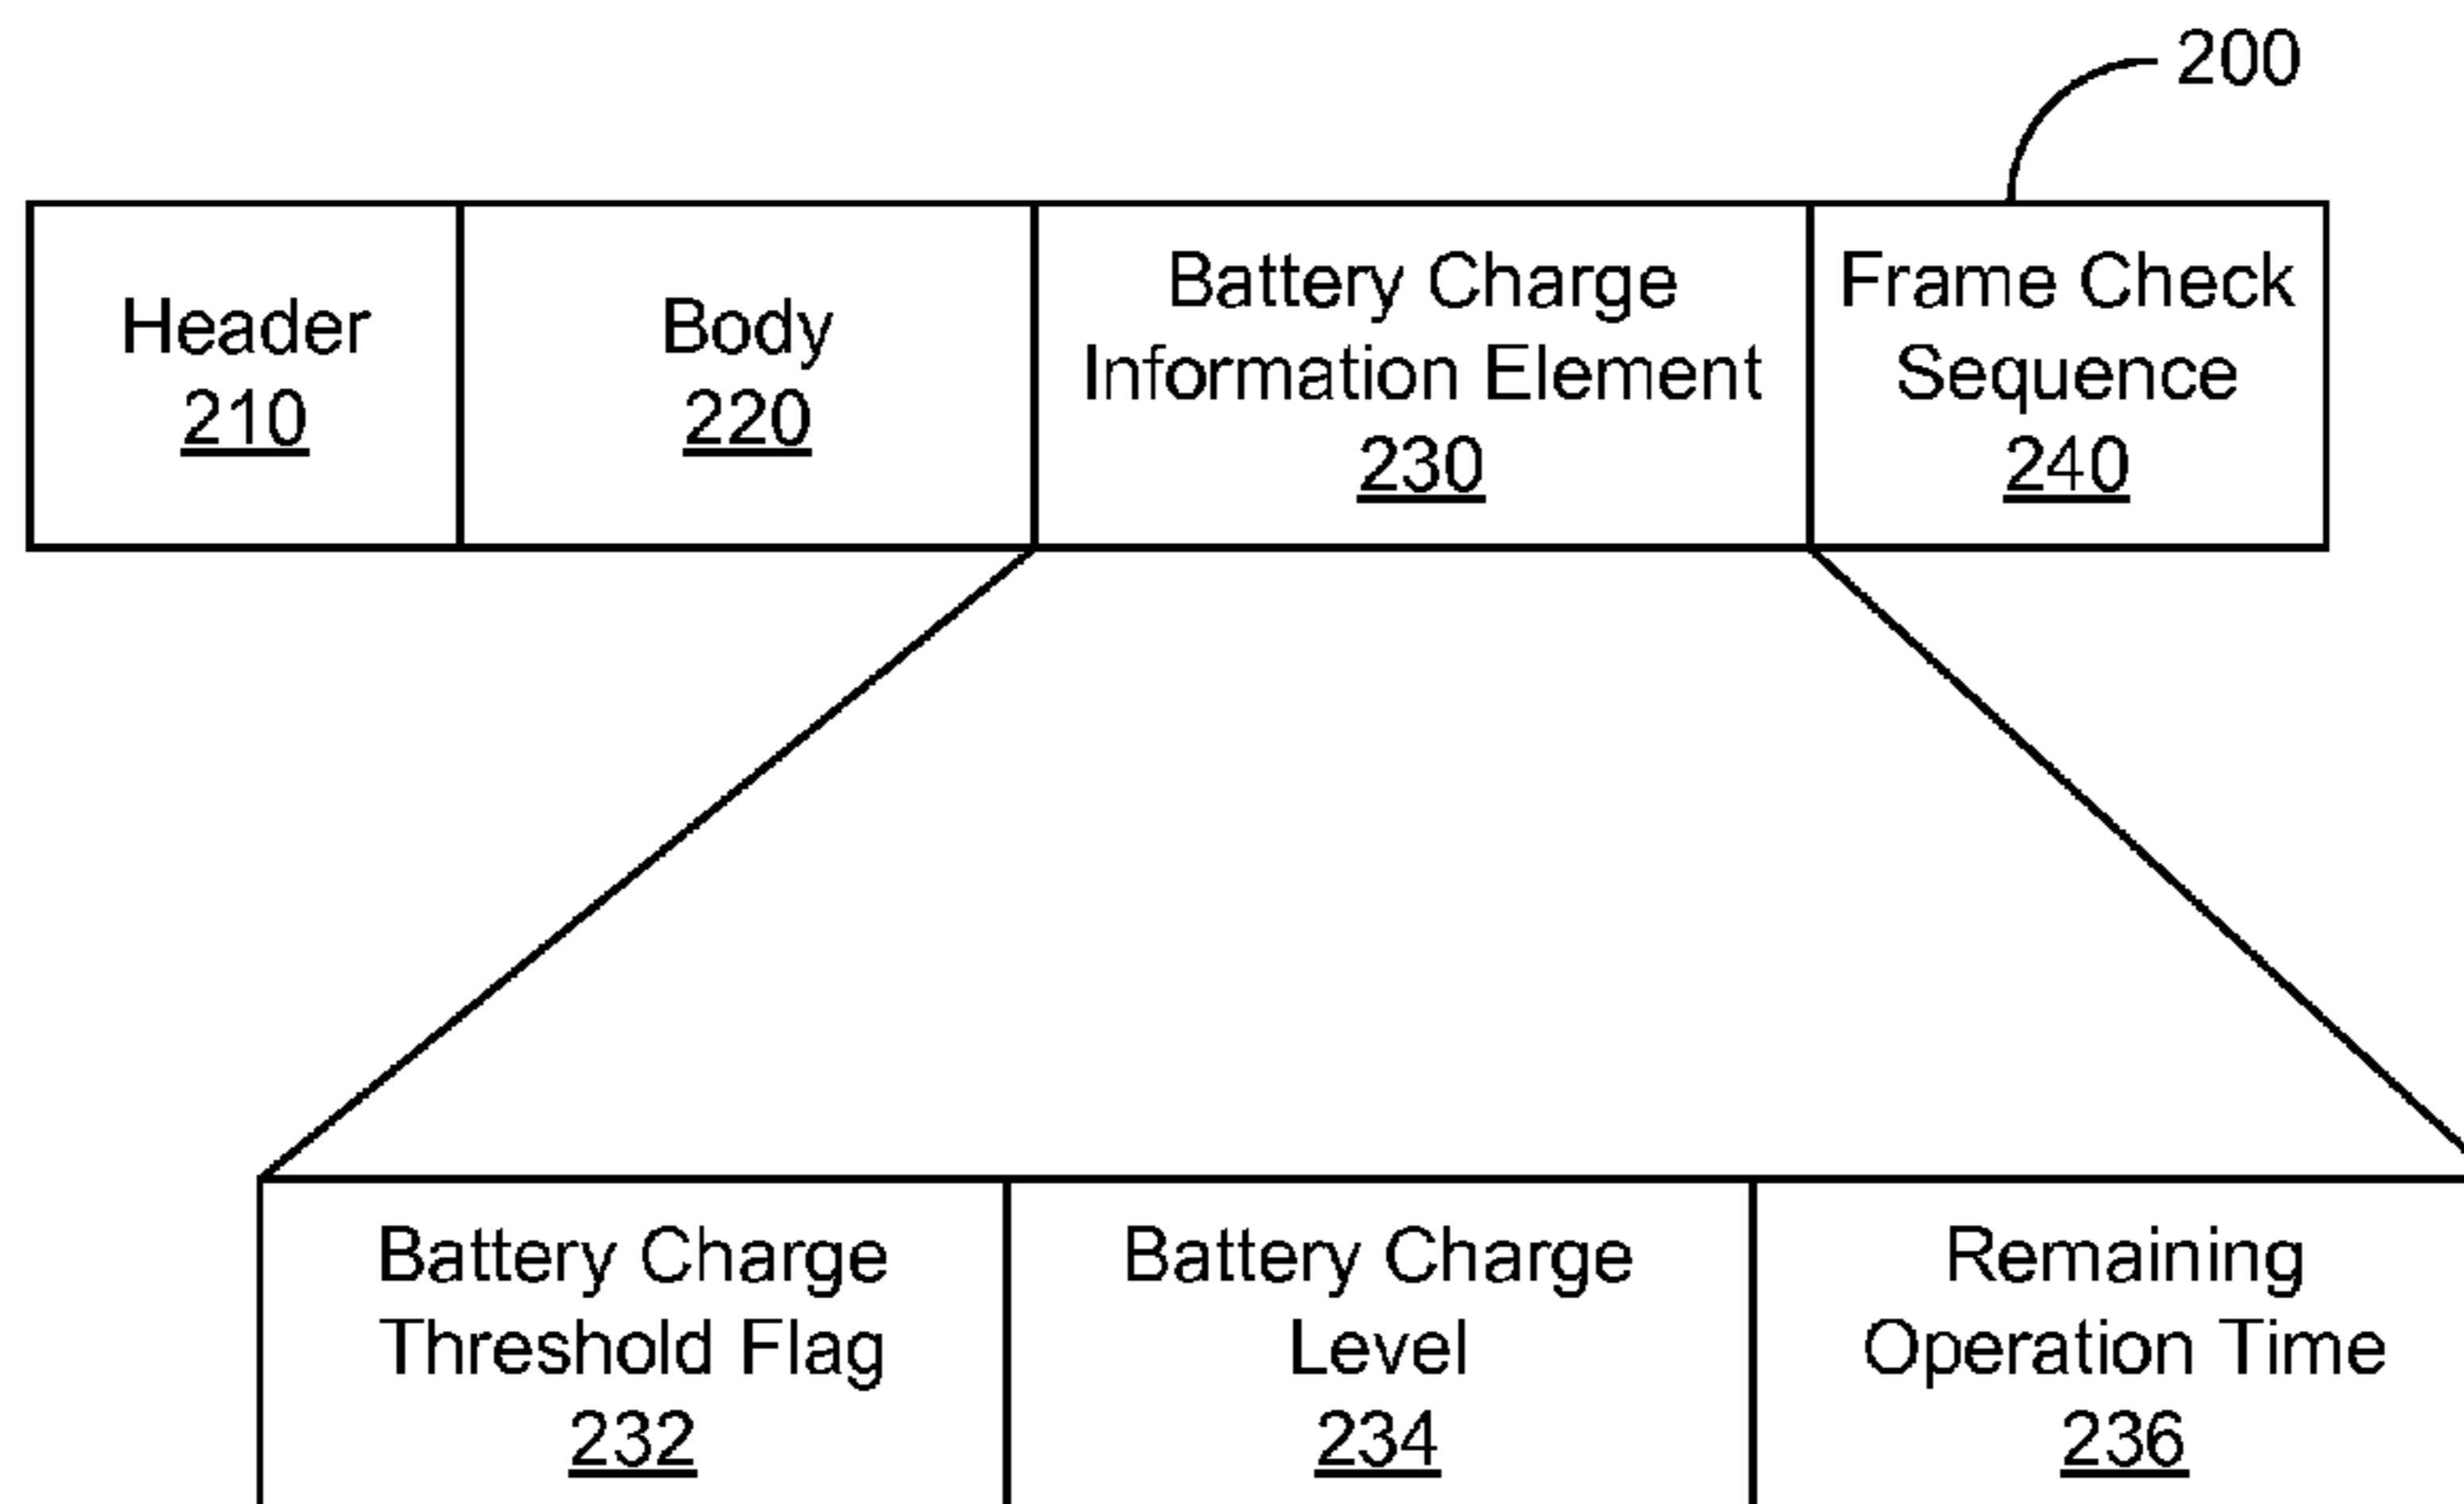 200
Header
210
Body
220
Battery Charge
Information Element
230
Frame Check
Sequence
240
Battery Charge
Threshold Flag
232
Battery Charge
Level
234
Remaining
Operation Time
236